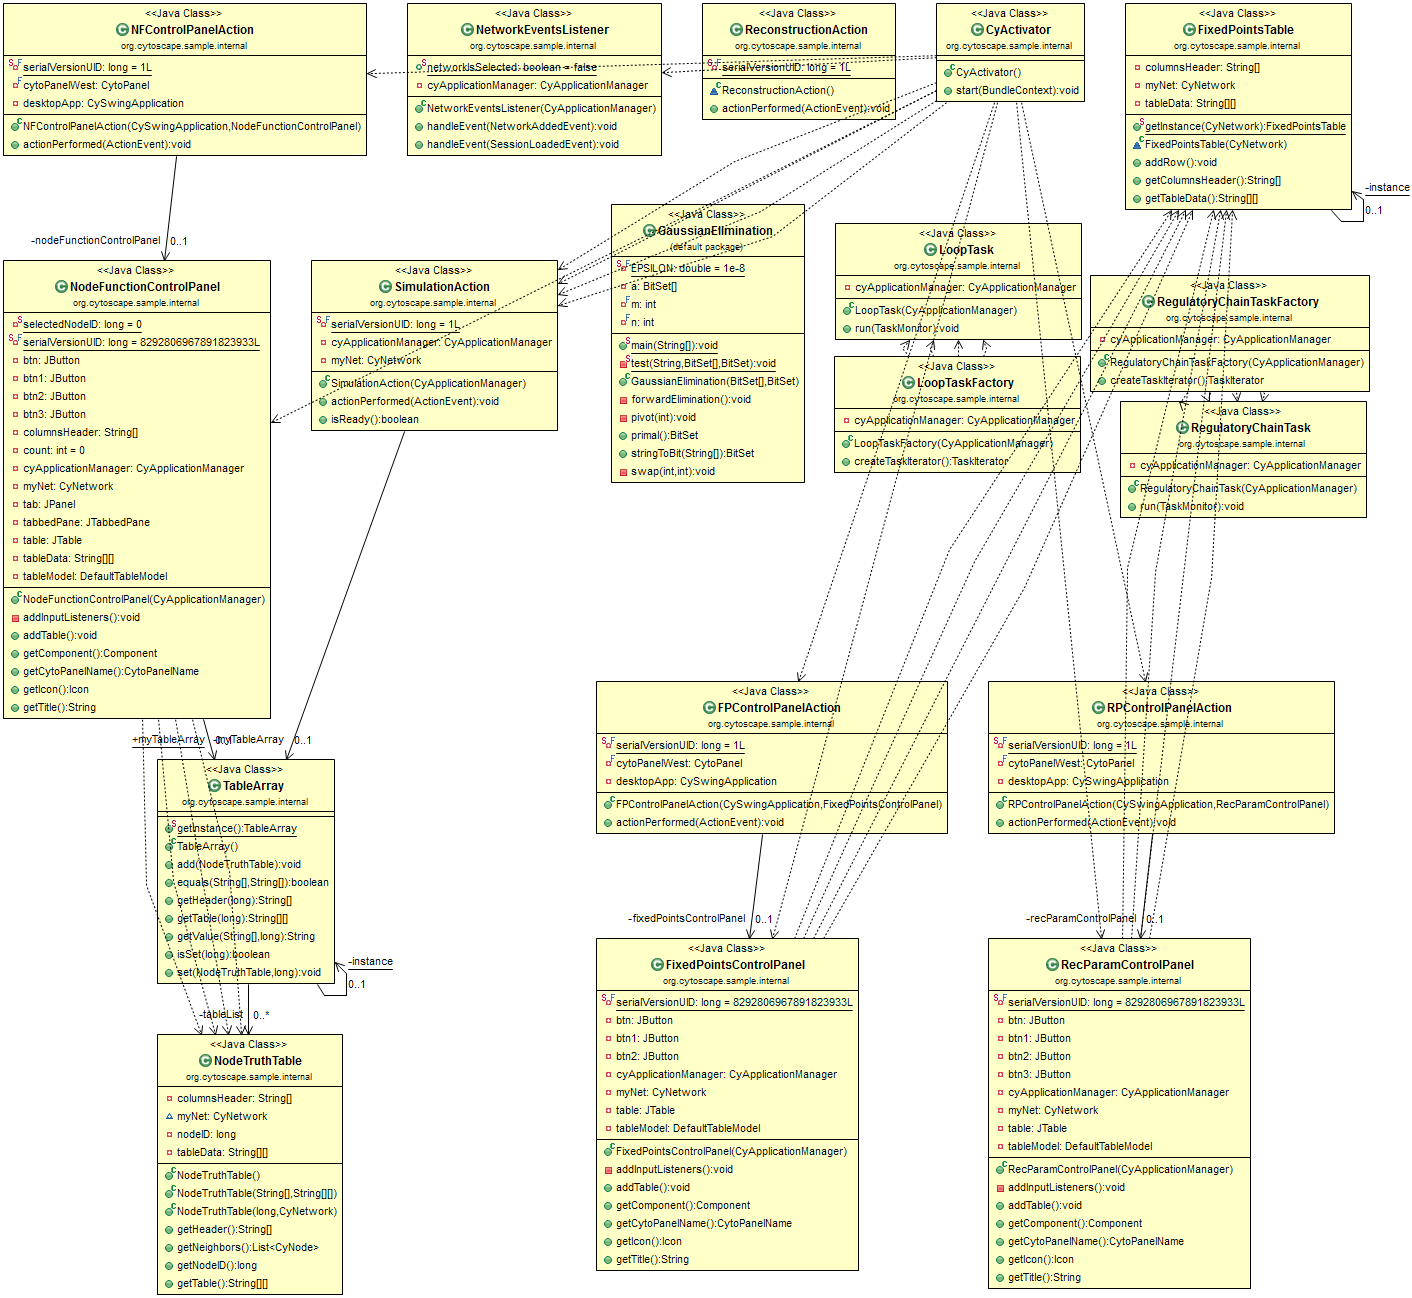 <<Java Class>>
NFControlPanelAction
org.cytoscape.sample.internal
serialVersionUID: long = 1L
cytoPanelWest: CytoPanel
desktopApp: CySwingApplication
NFControlPanelAction(CySwingApplication,NodeFunctionControlPanel)
actionPerformed(ActionEvent):void
<<Java Class>>
NetworkEventsListener
org.cytoscape.sample.internal
networkIsSelected: boolean = false
cyApplicationManager: CyApplicationManager
NetworkEventsListener(CyApplicationManager)
handleEvent(NetworkAddedEvent):void
handleEvent(SessionLoadedEvent):void
<<Java Class>>
ReconstructionAction
org.cytoscape.sample.internal
serialVersionUID: long = 1L
ReconstructionAction()
actionPerformed(ActionEvent):void
<<Java Class>>
CyActivator
org.cytoscape.sample.internal
CyActivator()
start(BundleContext):void
<<Java Class>>
FixedPointsTable
org.cytoscape.sample.internal
columnsHeader: String[]
myNet: CyNetwork
tableData: String[][]
getInstance(CyNetwork):FixedPointsTable
FixedPointsTable(CyNetwork)
addRow():void
getColumnsHeader():String[]
getTableData():String[][]
-instance
0..1
-nodeFunctionControlPanel
0..1
<<Java Class>>
NodeFunctionControlPanel
org.cytoscape.sample.internal
selectedNodeID: long = 0
serialVersionUID: long = 8292806967891823933L
btn: JButton
btn1: JButton
btn2: JButton
btn3: JButton
columnsHeader: String[]
count: int = 0
cyApplicationManager: CyApplicationManager
myNet: CyNetwork
tab: JPanel
tabbedPane: JTabbedPane
table: JTable
tableData: String[][]
tableModel: DefaultTableModel
NodeFunctionControlPanel(CyApplicationManager)
addInputListeners():void
addTable():void
getComponent():Component
getCytoPanelName():CytoPanelName
getIcon():Icon
getTitle():String
<<Java Class>>
SimulationAction
org.cytoscape.sample.internal
serialVersionUID: long = 1L
cyApplicationManager: CyApplicationManager
myNet: CyNetwork
SimulationAction(CyApplicationManager)
actionPerformed(ActionEvent):void
isReady():boolean
<<Java Class>>
GaussianElimination
(default package)
EPSILON: double = 1e-8
a: BitSet[]
m: int
n: int
main(String[]):void
test(String,BitSet[],BitSet):void
GaussianElimination(BitSet[],BitSet)
forwardElimination():void
pivot(int):void
primal():BitSet
stringToBit(String[]):BitSet
swap(int,int):void
<<Java Class>>
LoopTask
org.cytoscape.sample.internal
cyApplicationManager: CyApplicationManager
LoopTask(CyApplicationManager)
run(TaskMonitor):void
<<Java Class>>
LoopTaskFactory
org.cytoscape.sample.internal
cyApplicationManager: CyApplicationManager
LoopTaskFactory(CyApplicationManager)
createTaskIterator():TaskIterator
<<Java Class>>
RegulatoryChainTaskFactory
org.cytoscape.sample.internal
cyApplicationManager: CyApplicationManager
RegulatoryChainTaskFactory(CyApplicationManager)
createTaskIterator():TaskIterator
<<Java Class>>
RegulatoryChainTask
org.cytoscape.sample.internal
cyApplicationManager: CyApplicationManager
RegulatoryChainTask(CyApplicationManager)
run(TaskMonitor):void
+myTableArray
-myTableArray
0..1
<<Java Class>>
TableArray
org.cytoscape.sample.internal
getInstance():TableArray
TableArray()
add(NodeTruthTable):void
equals(String[],String[]):boolean
getHeader(long):String[]
getTable(long):String[][]
getValue(String[],long):String
isSet(long):boolean
set(NodeTruthTable,long):void
-instance
0..1
-tableList
0..*
<<Java Class>>
NodeTruthTable
org.cytoscape.sample.internal
columnsHeader: String[]
myNet: CyNetwork
nodeID: long
tableData: String[][]
NodeTruthTable()
NodeTruthTable(String[],String[][])
NodeTruthTable(long,CyNetwork)
getHeader():String[]
getNeighbors():List<CyNode>
getNodeID():long
getTable():String[][]
<<Java Class>>
FPControlPanelAction
org.cytoscape.sample.internal
serialVersionUID: long = 1L
cytoPanelWest: CytoPanel
desktopApp: CySwingApplication
FPControlPanelAction(CySwingApplication,FixedPointsControlPanel)
actionPerformed(ActionEvent):void
-fixedPointsControlPanel
0..1
<<Java Class>>
FixedPointsControlPanel
org.cytoscape.sample.internal
serialVersionUID: long = 8292806967891823933L
btn: JButton
btn1: JButton
btn2: JButton
cyApplicationManager: CyApplicationManager
myNet: CyNetwork
table: JTable
tableModel: DefaultTableModel
FixedPointsControlPanel(CyApplicationManager)
addInputListeners():void
addTable():void
getComponent():Component
getCytoPanelName():CytoPanelName
getIcon():Icon
getTitle():String
<<Java Class>>
RPControlPanelAction
org.cytoscape.sample.internal
serialVersionUID: long = 1L
cytoPanelWest: CytoPanel
desktopApp: CySwingApplication
RPControlPanelAction(CySwingApplication,RecParamControlPanel)
actionPerformed(ActionEvent):void
-recParamControlPanel
0..1
<<Java Class>>
RecParamControlPanel
org.cytoscape.sample.internal
serialVersionUID: long = 8292806967891823933L
btn: JButton
btn1: JButton
btn2: JButton
btn3: JButton
cyApplicationManager: CyApplicationManager
myNet: CyNetwork
table: JTable
tableModel: DefaultTableModel
RecParamControlPanel(CyApplicationManager)
addInputListeners():void
addTable():void
getComponent():Component
getCytoPanelName():CytoPanelName
getIcon():Icon
getTitle():String